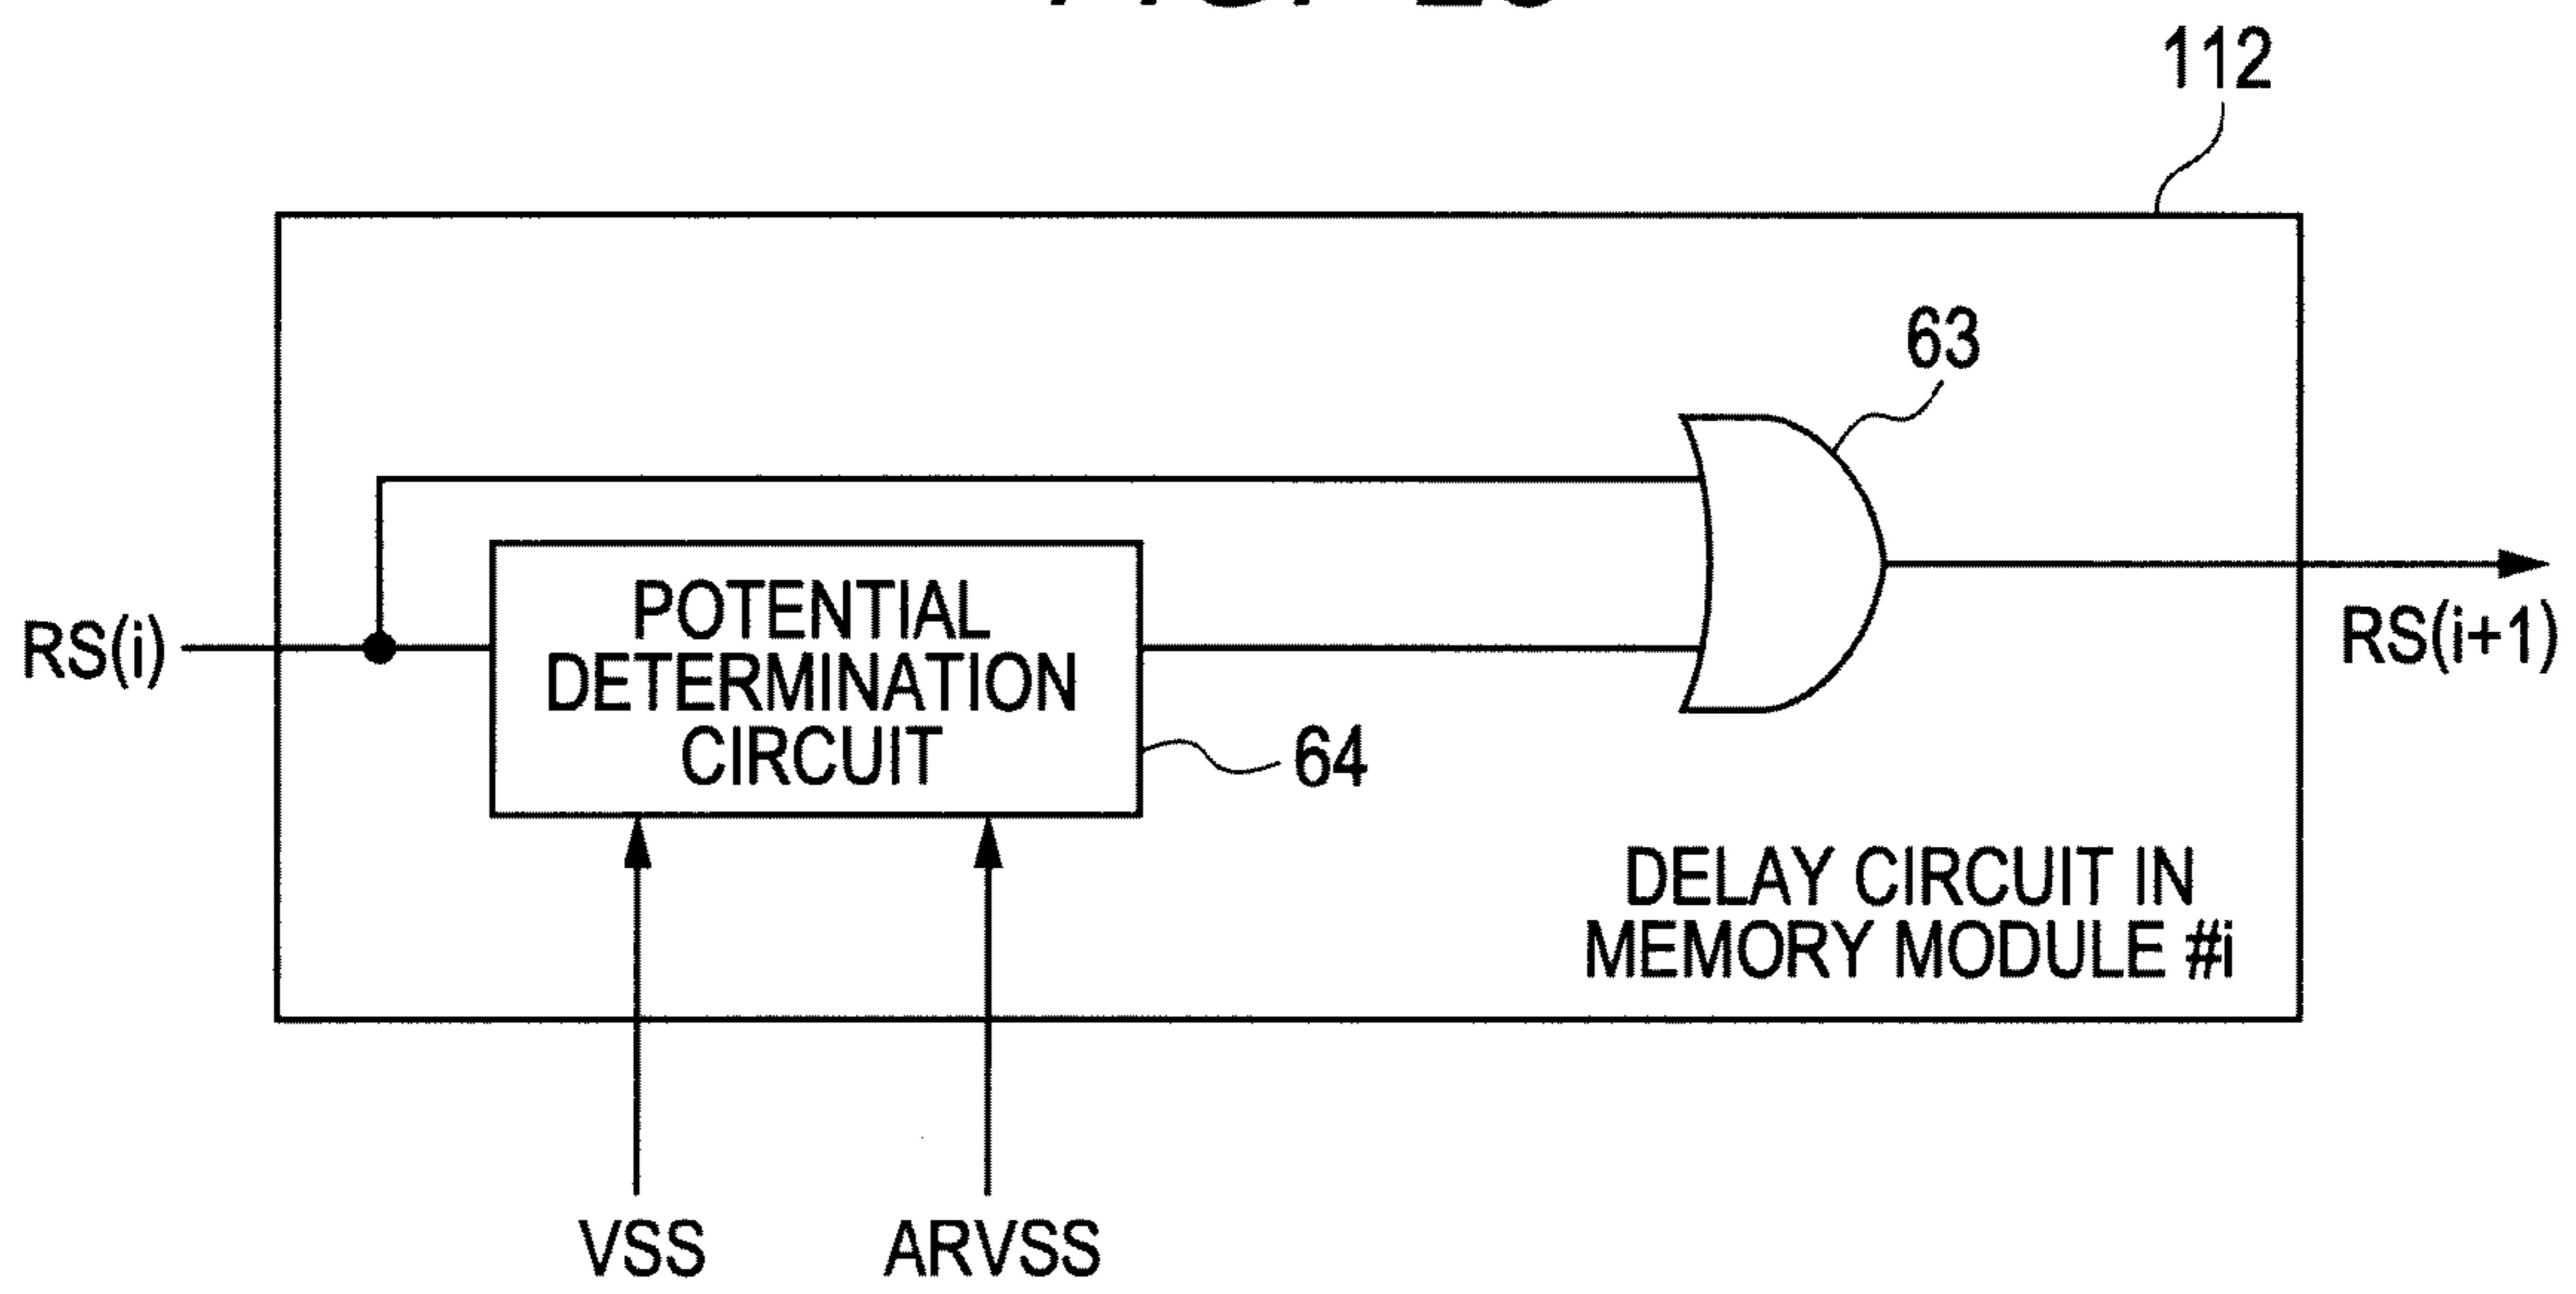 112
63
RS(i)
POTENTIAL
DETERMINATION
CIRCUIT
64
RS(i+1)
DELAY CIRCUIT IN
MEMORY MODULE #i
VSS
ARVSS